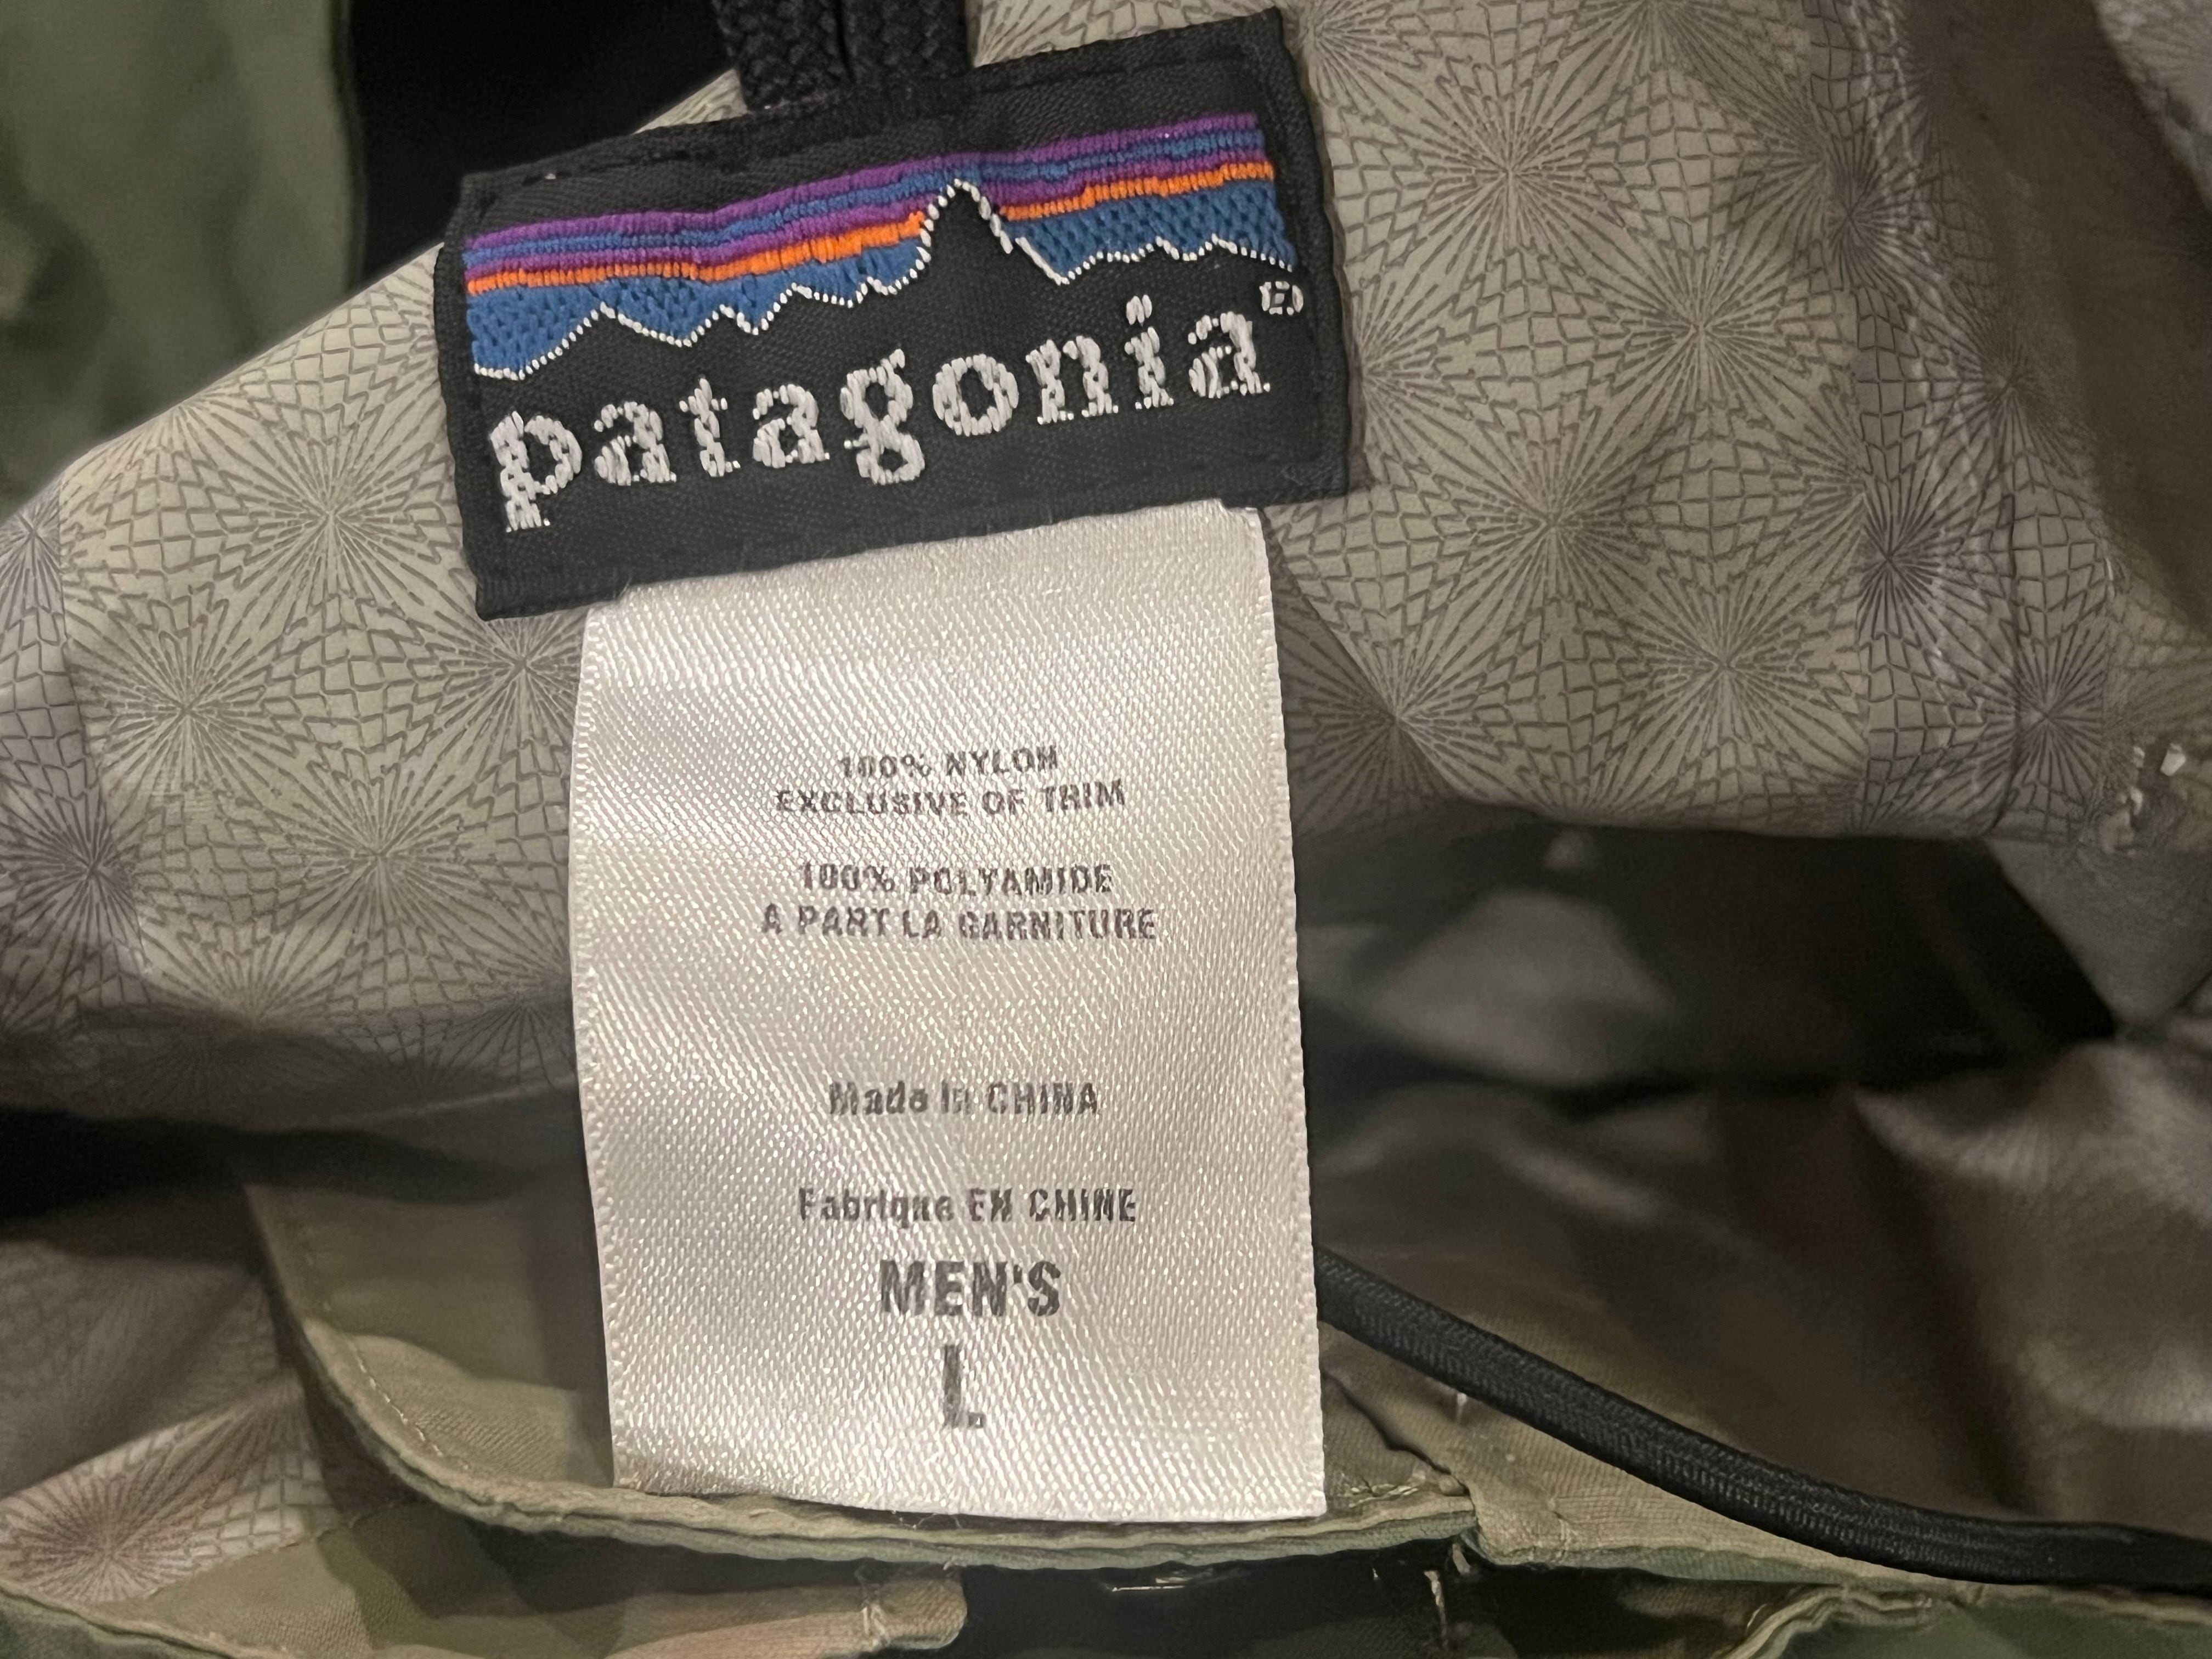 patagonia®
100% NYLON
EXCLUSIVE OF TRIM
100% POLYAMIDE
A PART LA GARNITURE
Made in CHINA
Fabrique EN CHINE
MEN'S
L